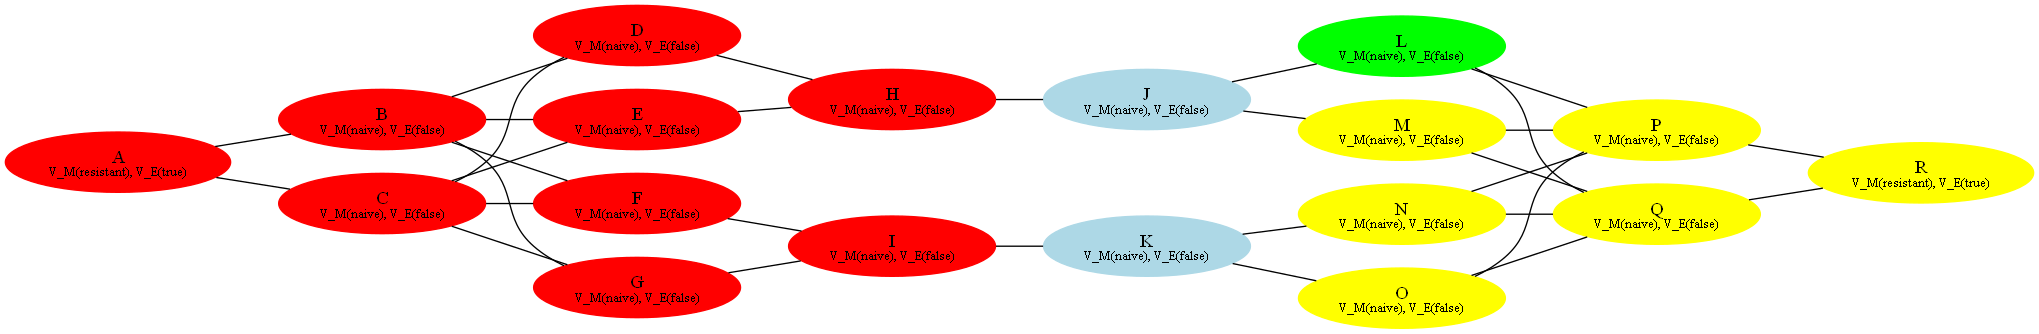 A
V_M(resistant), V_E(true)
B
V_M(naive), V_E(false)
C
V_M(naive), V_E(false)
D
V_M(naive), V_E(false)
E
V_M(naive), V_E(false)
F
V_M(naive), V_E(false)
G
V_M(naive), V_E(false)
H
V_M(naive), V_E(false)
I
V_M(naive), V_E(false)
J
V_M(naive), V_E(false)
K
V_M(naive), V_E(false)
L
V_M(naive), V_E(false)
M
V_M(naive), V_E(false)
N
V_M(naive), V_E(false)
O
V_M(naive), V_E(false)
P
V_M(naive), V_E(false)
Q
V_M(naive), V_E(false)
R
V_M(resistant), V_E(true)